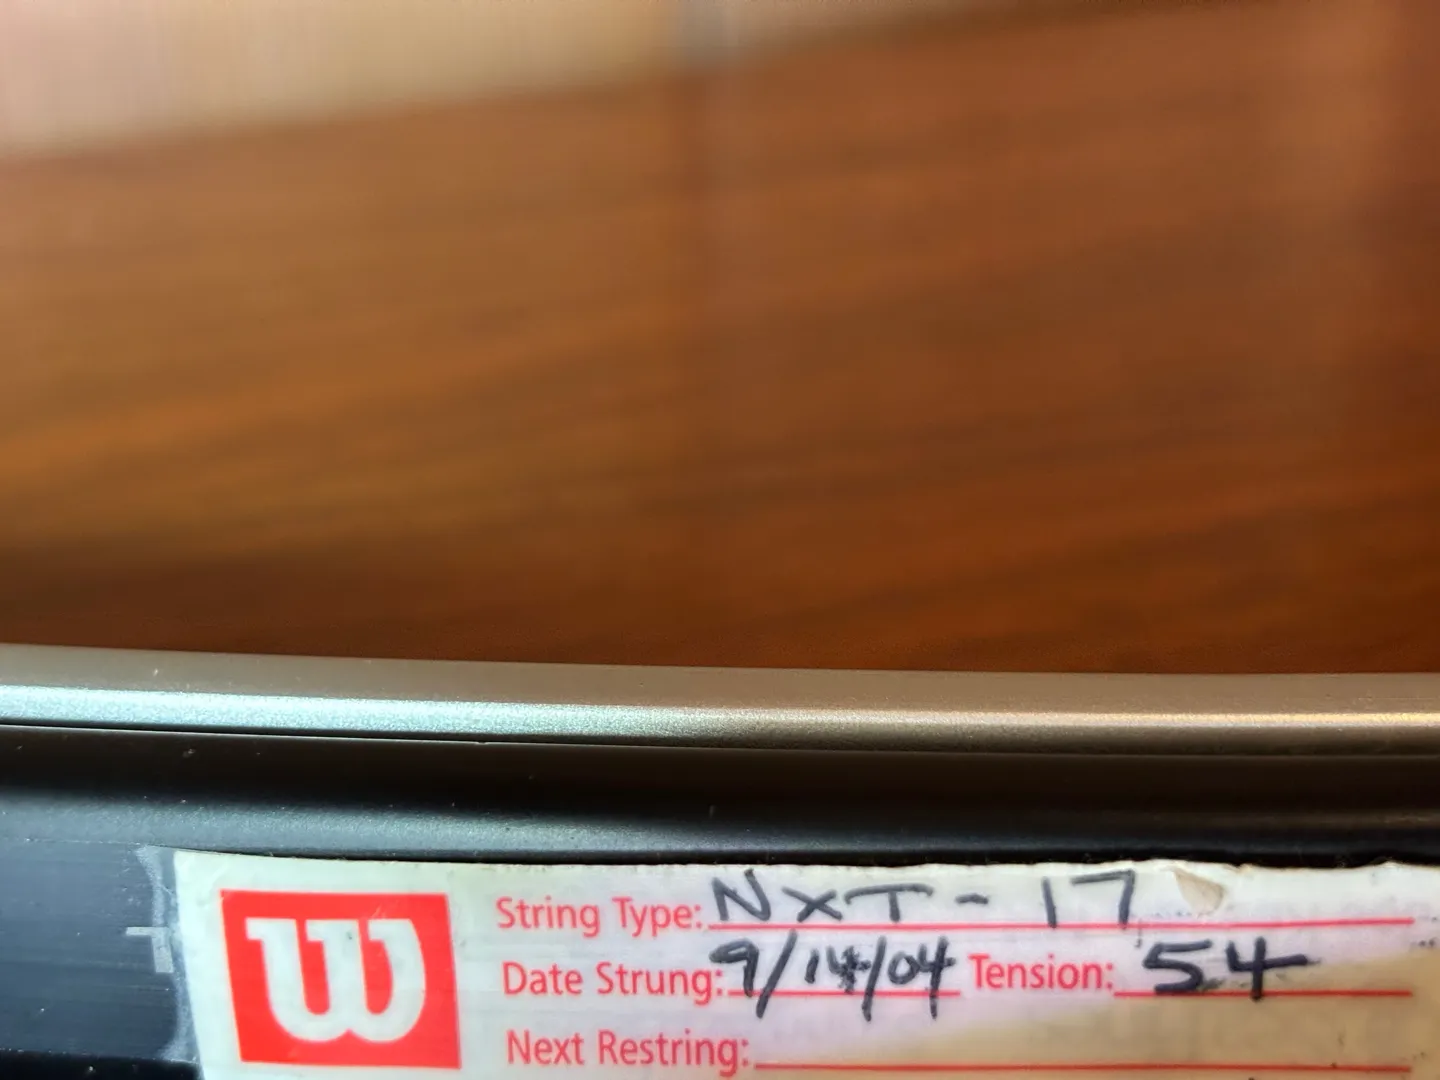 W
String Type: NXT - 17
Date Strung: 9/14/04 Tension: 54
Next Restring: